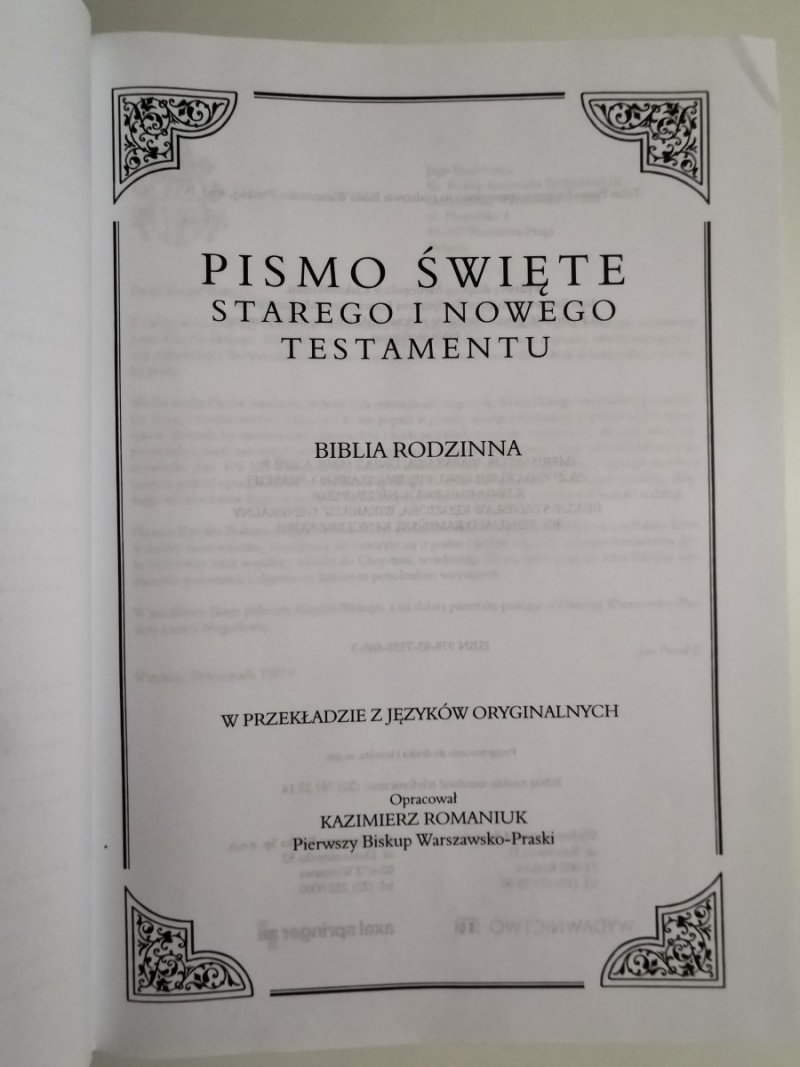 PISMO ŚWIĘTE
STAREGO I NOWEGO
TESTAMENTU
BIBLIA RODZINNA
W PRZEKŁADZIE Z JĘZYKÓW ORYGINALNYCH
Opracował
KAZIMIERZ ROMANIUK
Pierwszy Biskup Warszawsko-Praski